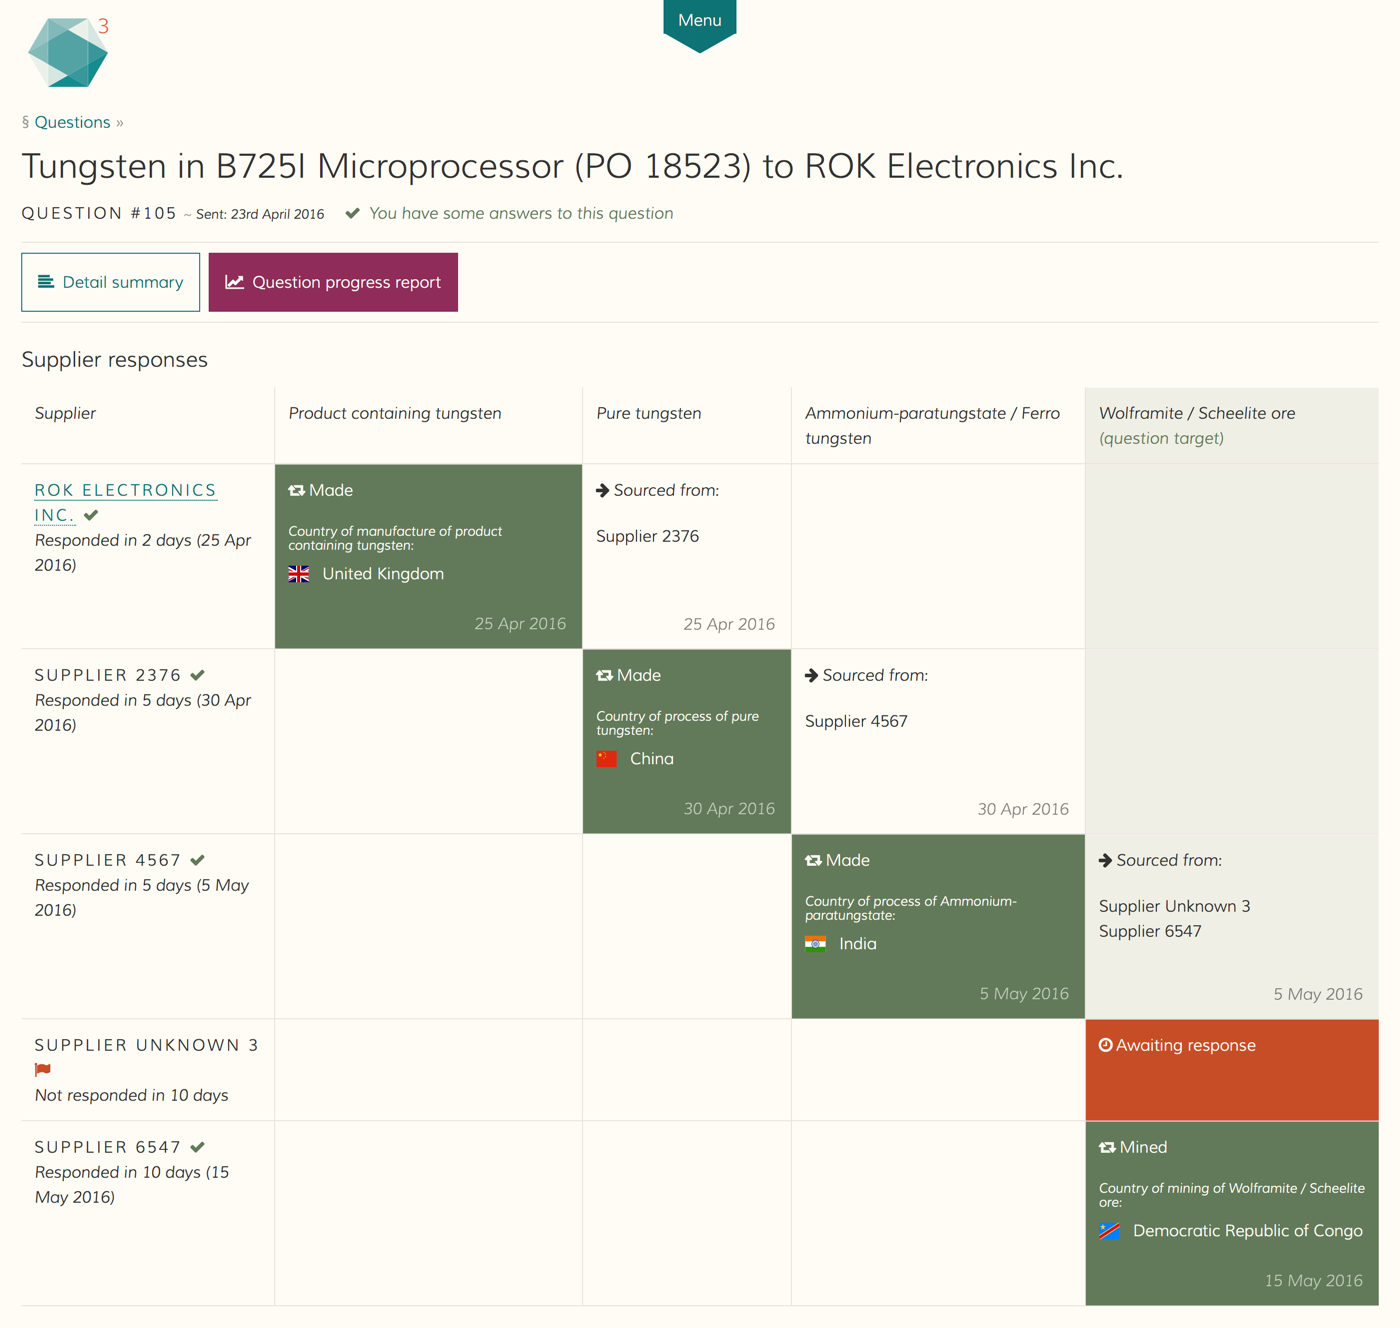 3
Menu
§ Questions »
Tungsten in B725I Microprocessor (PO 18523) to ROK Electronics Inc.
QUESTION #105 ~ Sent: 23rd April 2016 You have some answers to this question
Detail summary Question progress report
Supplier responses
Supplier
Product containing tungsten
Pure tungsten
Ammonium-paratungstate / Ferro
tungsten
Wolframite / Scheelite ore
(question target)
ROK ELECTRONICS
INC.
Responded in 2 days (25 Apr
2016)
Made
Country of manufacture of product
containing tungsten:
United Kingdom
25 Apr 2016
Sourced from:
Supplier 2376
25 Apr 2016
SUPPLIER 2376
Responded in 5 days (30 Apr
2016)
Made
Country of process of pure
tungsten:
China
30 Apr 2016
Sourced from:
Supplier 4567
30 Apr 2016
SUPPLIER 4567
Responded in 5 days (5 May
2016)
Made
Country of process of Ammonium-
paratungstate:
India
5 May 2016
Sourced from:
Supplier Unknown 3
Supplier 6547
5 May 2016
SUPPLIER UNKNOWN 3
Not responded in 10 days
Awaiting response
SUPPLIER 6547
Responded in 10 days (15
May 2016)
Mined
Country of mining of Wolframite / Scheelite
ore:
Democratic Republic of Congo
15 May 2016